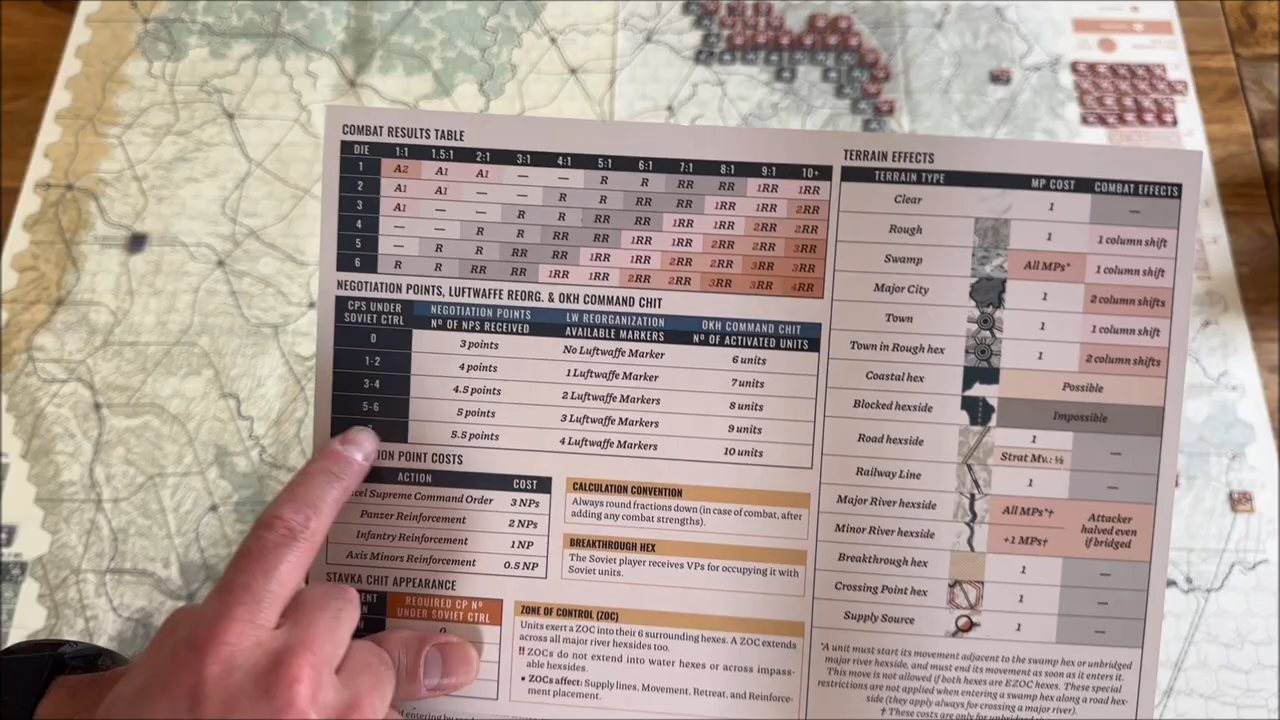 COMBAT RESULTS TABLE
DIE 1:1 1.5:1 2:1 3:1 4:1 5:1 6:1 7:1 8:1 9:1 10+
1 A2 A1 A1 — — R R RR RR 1RR 1RR
2 A1 A1 — — R R RR RR 1RR 1RR 2RR
3 A1 — — R R RR RR 1RR 1RR 2RR 2RR
4 — — R R RR RR 1RR 1RR 2RR 2RR 3RR
5 — R R RR RR 1RR 1RR 2RR 2RR 3RR 3RR
6 R R RR RR 1RR 1RR 2RR 2RR 3RR 3RR 4RR
NEGOTIATION POINTS, LUFTWAFFE REORG. & OKH COMMAND CHIT
CPS UNDER SOVIET CTRL
NEGOTIATION POINTS Nº OF NPS RECEIVED
LW REORGANIZATION AVAILABLE MARKERS
OKH COMMAND CHIT Nº OF ACTIVATED UNITS
0 3 points No Luftwaffe Marker 6 units
1-2 4 points 1 Luftwaffe Marker 7 units
3-4 4.5 points 2 Luftwaffe Markers 8 units
5-6 5 points 3 Luftwaffe Markers 9 units
5.5 points 4 Luftwaffe Markers 10 units
POINT COSTS
ACTION COST
Supreme Command Order 3 NPs
Panzer Reinforcement 2 NPs
Infantry Reinforcement 1 NP
Axis Minors Reinforcement 0.5 NP
STAVKA CHIT APPEARANCE
REQUIRED CP Nº
UNDER SOVIET CTRL
CALCULATION CONVENTION
Always round fractions down (in case of combat, after
adding any combat strengths).
BREAKTHROUGH HEX
The Soviet player receives VPs for occupying it with
Soviet units.
ZONE OF CONTROL (ZOC)
Units exert a ZOC into their 6 surrounding hexes. A ZOC extends
across all major river hexsides too.
!! ZOCs do not extend into water hexes or across impass-
able hexsides.
▪ ZOCs affect: Supply lines, Movement, Retreat, and Reinforce-
ment placement.
TERRAIN EFFECTS
TERRAIN TYPE MP COST COMBAT EFFECTS
Clear 1 —
Rough 1 1 column shift
Swamp All MPs* 1 column shift
Major City 1 2 column shifts
Town 1 1 column shift
Town in Rough hex 1 2 column shifts
Coastal hex Possible
Blocked hexside Impossible
Road hexside 1 —
Strat Mv.: ½
Railway Line 1 —
Major River hexside All MPs*† Attacker
Minor River hexside +1 MPs† halved even
if bridged
Breakthrough hex 1 —
Crossing Point hex 1 —
Supply Source 1 —
*A unit must start its movement adjacent to the swamp hex or unbridged
major river hexside, and must end its movement as soon as it enters it.
This move is not allowed if both hexes are EZOC hexes. These special
restrictions are not applied when entering a swamp hex along a road hex-
side (they apply always for crossing a major river).
† These costs are only for